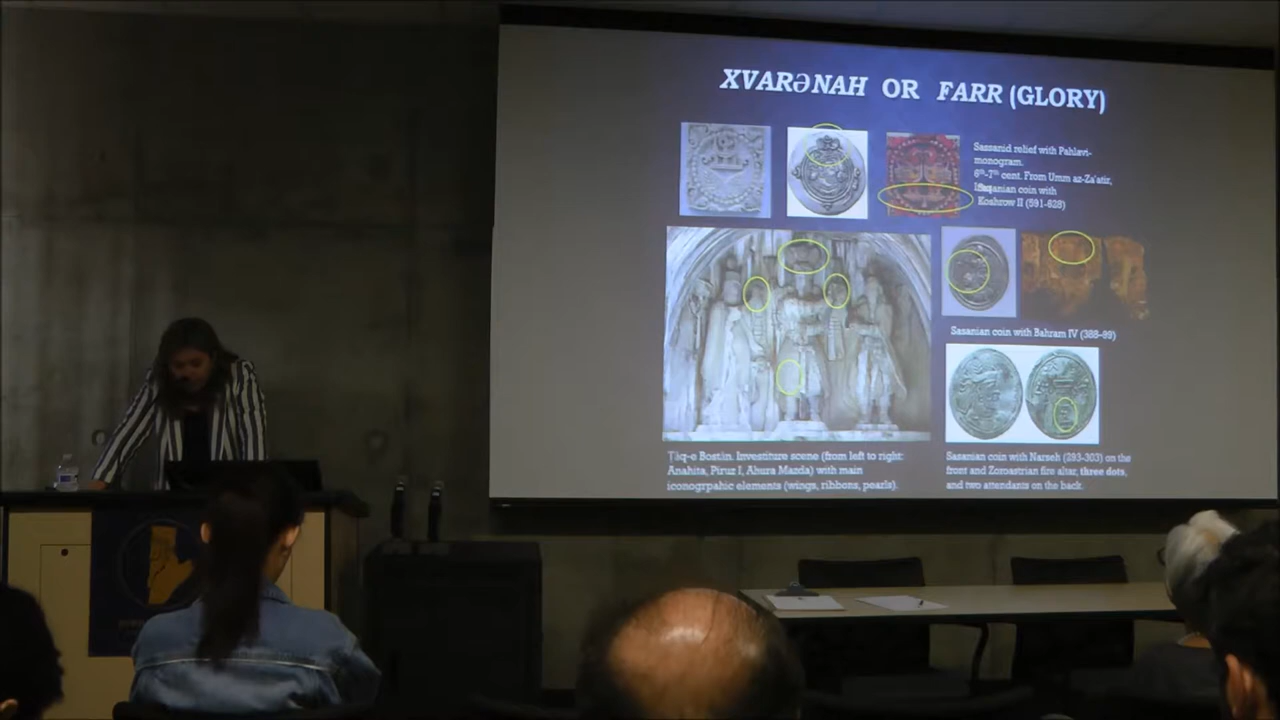 XVARƏNAH OR FARR (GLORY)
Sassanid relief with Pahlavi-
monogram.
6th-7th cent. From Umm az-Za'atir,
Sasanian coin with
Koshrow II (591-628)
Sasanian coin with Bahram IV (388-99)
Ṭāq-e Bostān. Investiture scene (from left to right:
Anahita, Piruz I, Ahura Mazda) with main
iconogrpahic elements (wings, ribbons, pearls).
Sasanian coin with Narseh (293-303) on the
front and Zoroastrian fire altar, three dots,
and two attendants on the back.